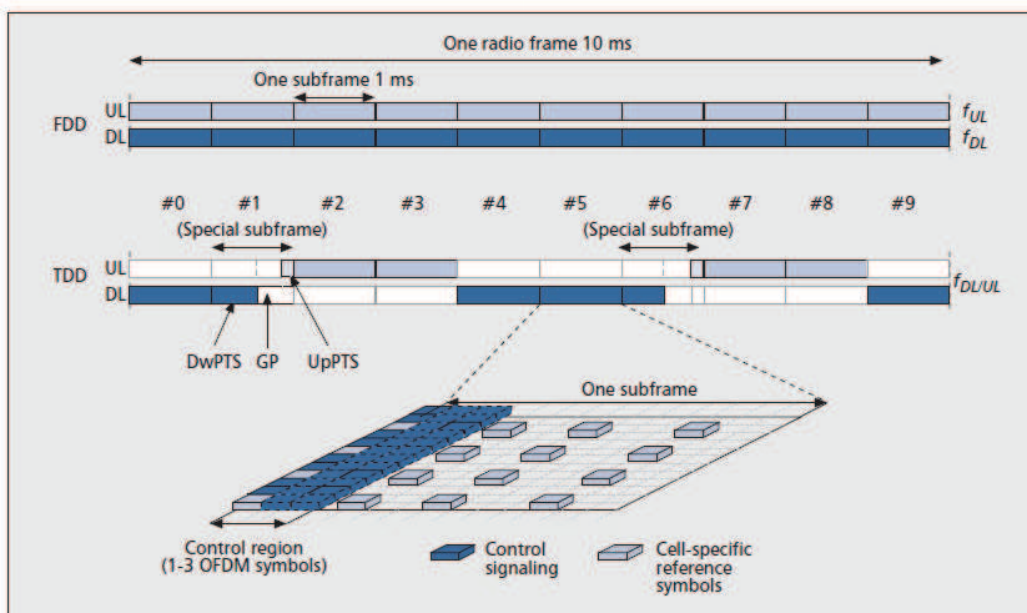 One radio frame 10 ms
One subframe 1 ms
UL
FDD
DL
fUL
fDL
#0 #1 #2 #3 #4 #5 #6 #7 #8 #9
(Special subframe) (Special subframe)
UL
TDD
DL
fDL/UL
DwPTS GP UpPTS
One subframe
Control region
(1-3 OFDM symbols)
Control
signaling
Cell-specific
reference
symbols